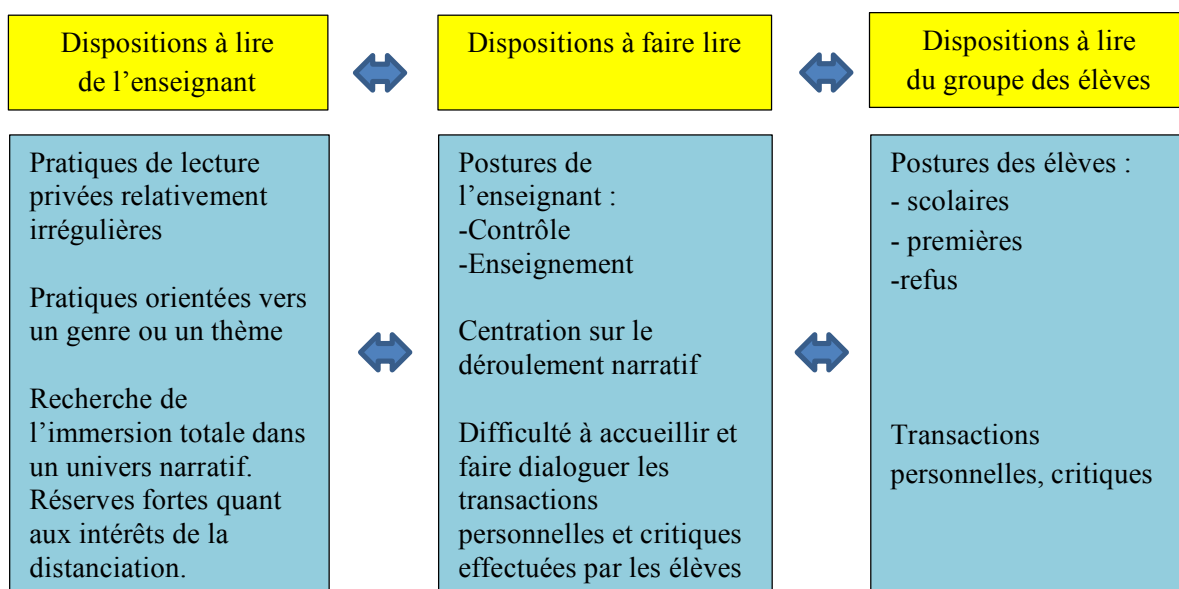 Dispositions à lire
de l’enseignant
Dispositions à faire lire
Dispositions à lire
du groupe des élèves
Pratiques de lecture
privées relativement
irrégulières
Pratiques orientées vers
un genre ou un thème
Recherche de
l’immersion totale dans
un univers narratif.
Réserves fortes quant
aux intérêts de la
distanciation.
Postures de
l’enseignant :
-Contrôle
-Enseignement
Centration sur le
déroulement narratif
Difficulté à accueillir et
faire dialoguer les
transactions
personnelles et critiques
effectuées par les élèves
Postures des élèves :
- scolaires
- premières
-refus
Transactions
personnelles, critiques